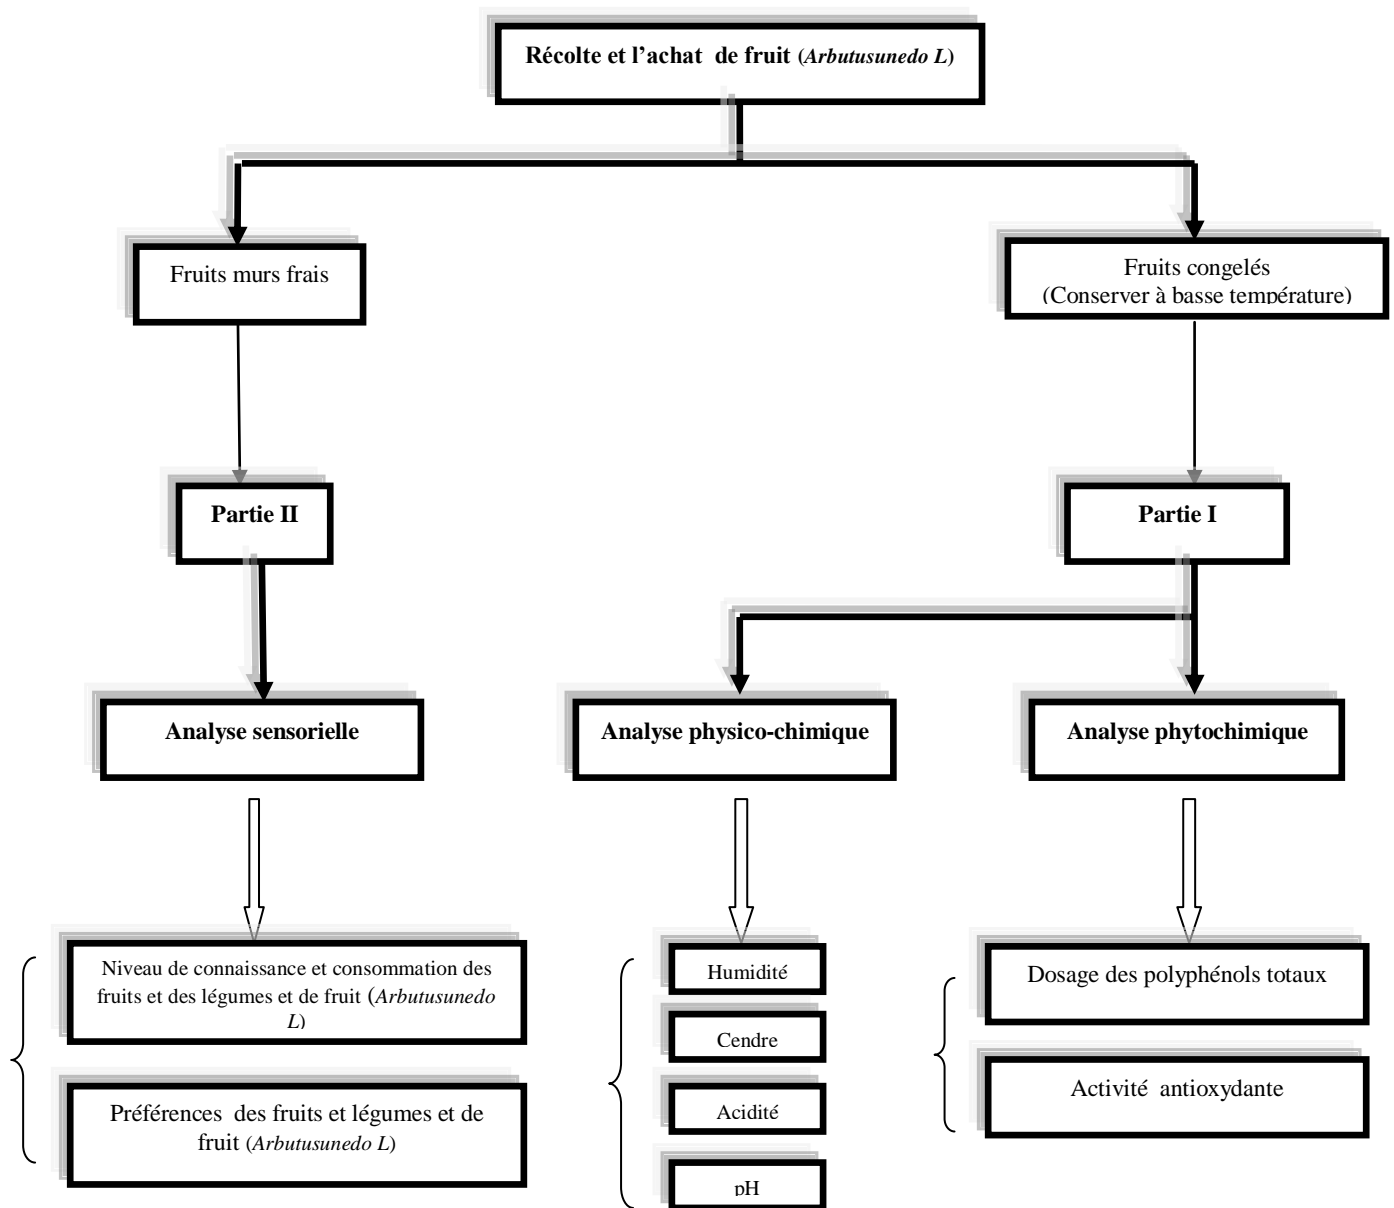 Récolte et l’achat de fruit (Arbutusunedo L)
Fruits murs frais
Fruits congelés
(Conserver à basse température)
Partie II
Partie I
Analyse sensorielle
Analyse physico-chimique
Analyse phytochimique
Niveau de connaissance et consommation des
fruits et des légumes et de fruit (Arbutusunedo
L)
Préférences des fruits et légumes et de
fruit (Arbutusunedo L)
Humidité
Cendre
Acidité
pH
Dosage des polyphénols totaux
Activité antioxydante